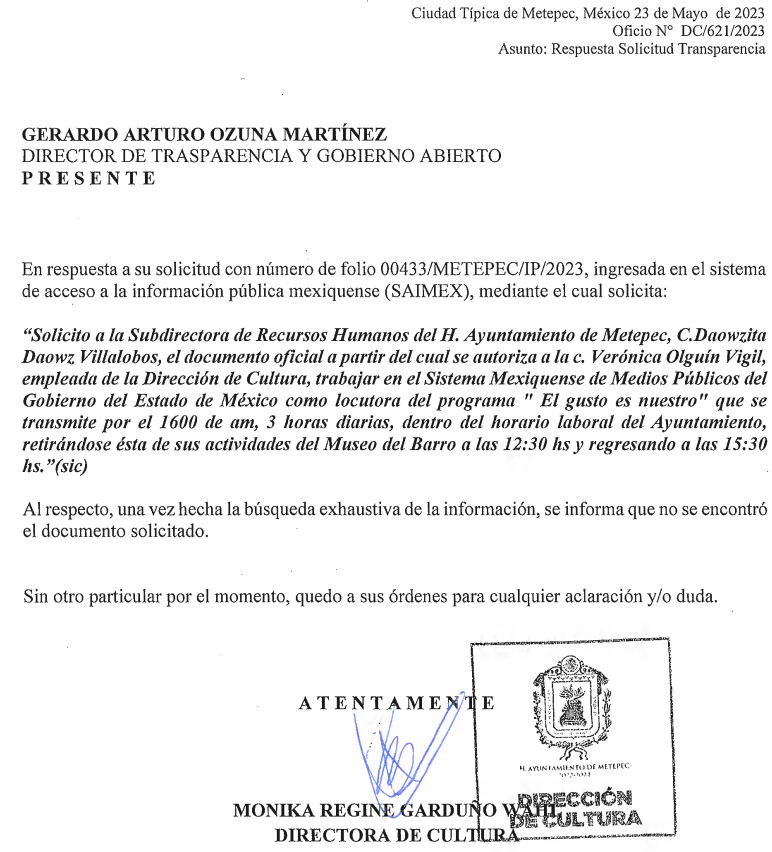 Ciudad Típica de Metepec, México 23 de Mayo de 2023
Oficio Nº DC/621/2023
Asunto: Respuesta Solicitud Transparencia
GERARDO ARTURO OZUNA MARTÍNEZ
DIRECTOR DE TRASPARENCIA Y GOBIERNO ABIERTO
P R E S E N T E
En respuesta a su solicitud con número de folio 00433/METEPEC/IP/2023, ingresada en el sistema
de acceso a la información pública mexiquense (SAIMEX), mediante el cual solicita:
“Solicito a la Subdirectora de Recursos Humanos del H. Ayuntamiento de Metepec, C.Daowzita
Daowz Villalobos, el documento oficial a partir del cual se autoriza a la c. Verónica Olguín Vigil,
empleada de la Dirección de Cultura, trabajar en el Sistema Mexiquense de Medios Públicos del
Gobierno del Estado de México como locutora del programa " El gusto es nuestro" que se
transmite por el 1600 de am, 3 horas diarias, dentro del horario laboral del Ayuntamiento,
retirándose ésta de sus actividades del Museo del Barro a las 12:30 hs y regresando a las 15:30
hs.”(sic)
Al respecto, una vez hecha la búsqueda exhaustiva de la información, se informa que no se encontró
el documento solicitado.
Sin otro particular por el momento, quedo a sus órdenes para cualquier aclaración y/o duda.
A T E N T A M E N T E
H. AYUNTAMIENTO DE METEPEC
2022-2024
DIRECCIÓN
DE CULTURA
MONIKA REGINE GARDUÑO WAHL
DIRECTORA DE CULTURA